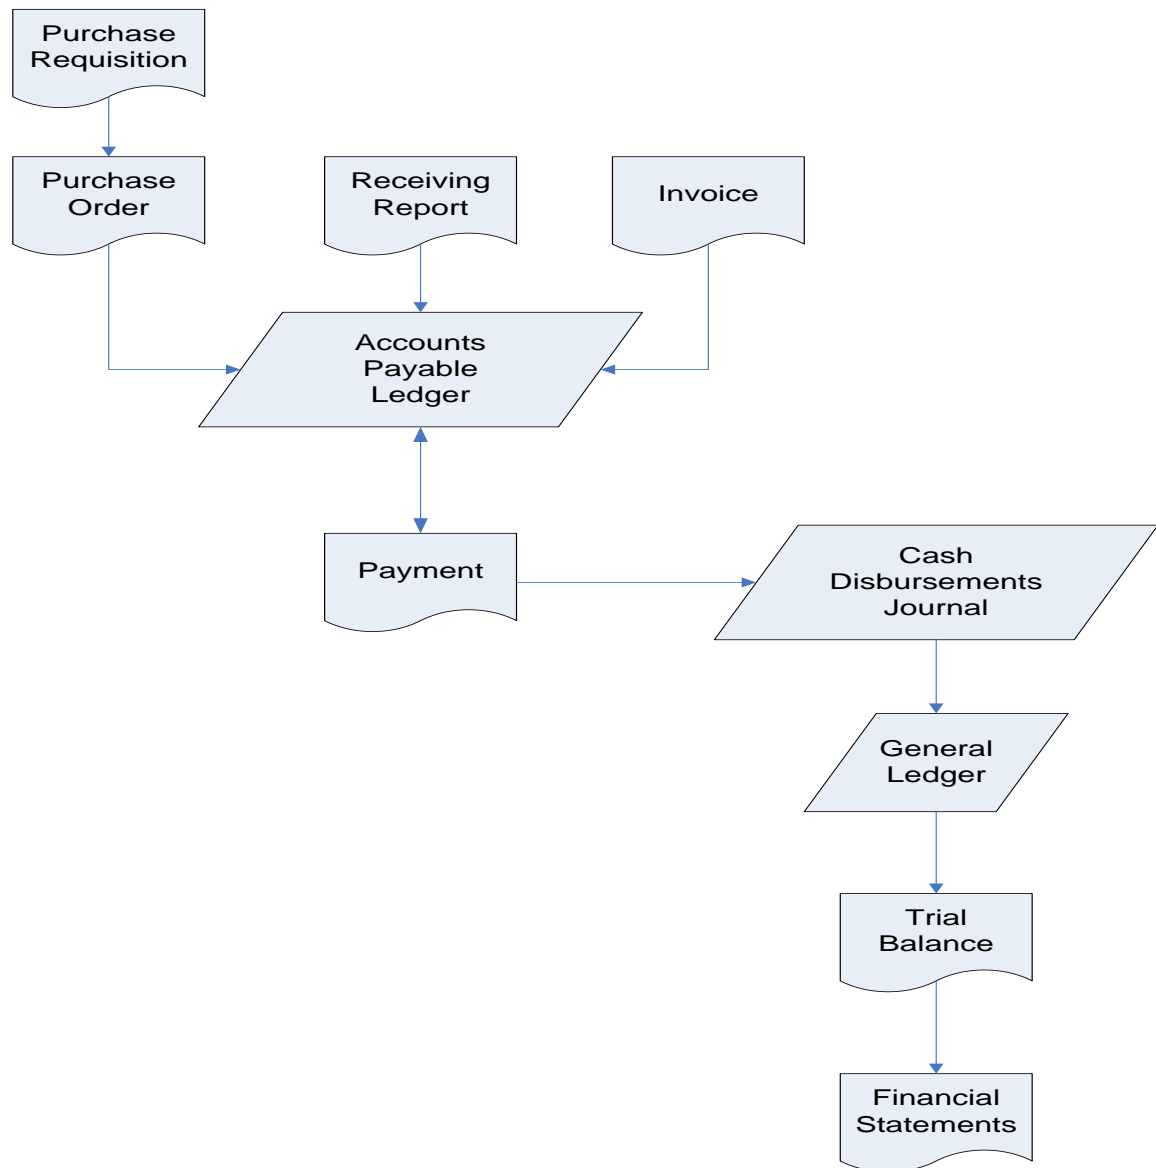 Purchase
Requisition
Purchase
Order
Receiving
Report
Invoice
Accounts
Payable
Ledger
Payment
Cash
Disbursements
Journal
General
Ledger
Trial
Balance
Financial
Statements